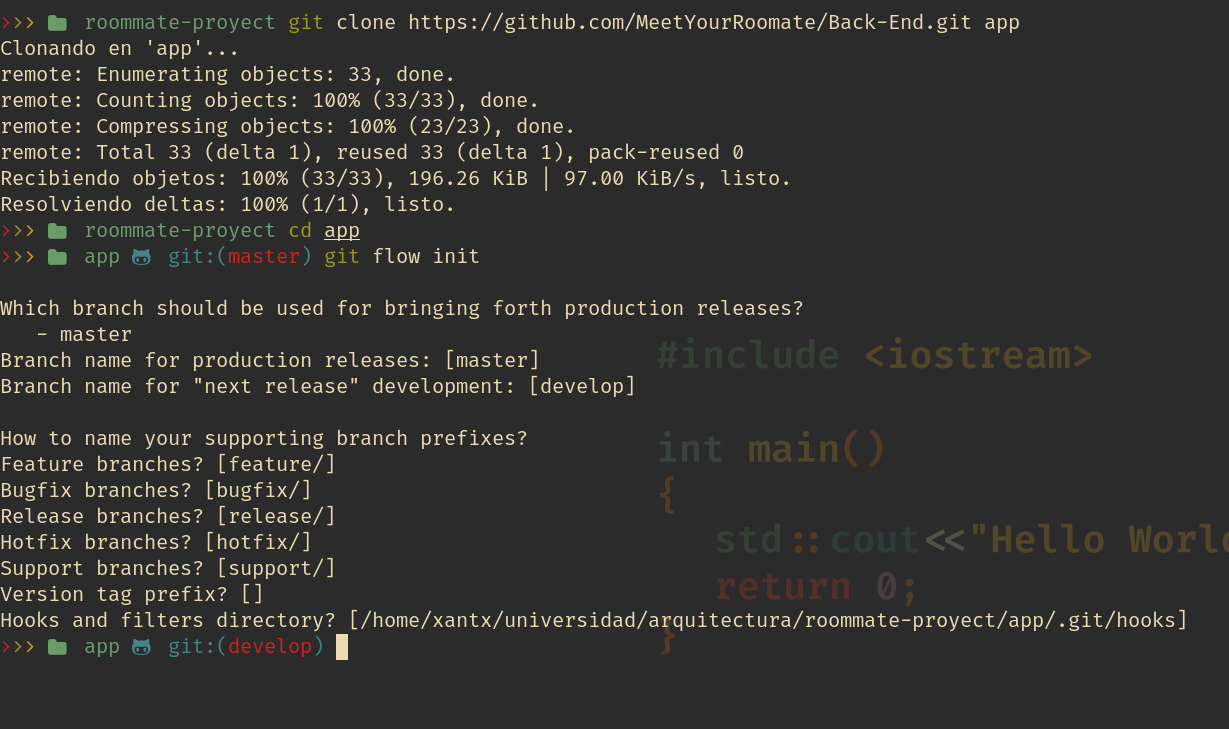 >>> roommate-proyect git clone https://github.com/MeetYourRoomate/Back-End.git app
Clonando en 'app'...
remote: Enumerating objects: 33, done.
remote: Counting objects: 100% (33/33), done.
remote: Compressing objects: 100% (23/23), done.
remote: Total 33 (delta 1), reused 33 (delta 1), pack-reused 0
Recibiendo objetos: 100% (33/33), 196.26 KiB | 97.00 KiB/s, listo.
Resolviendo deltas: 100% (1/1), listo.
>>> roommate-proyect cd app
>>> app git:(master) git flow init
Which branch should be used for bringing forth production releases?
   - master
Branch name for production releases: [master]
Branch name for "next release" development: [develop]
How to name your supporting branch prefixes?
Feature branches? [feature/]
Bugfix branches? [bugfix/]
Release branches? [release/]
Hotfix branches? [hotfix/]
Support branches? [support/]
Version tag prefix? []
Hooks and filters directory? [/home/xantx/universidad/arquitectura/roommate-proyect/app/.git/hooks]
>>> app git:(develop)
#include <iostream>
int main()
{
std::cout<<"Hello
return 0;
}